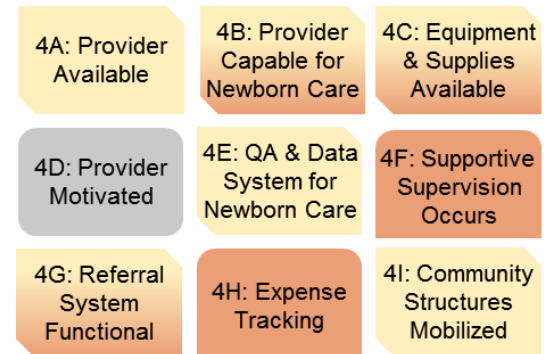 4A: Provider
Available
4B: Provider
Capable for
Newborn Care
4C: Equipment
& Supplies
Available
4D: Provider
Motivated
4E: QA & Data
System for
Newborn Care
4F: Supportive
Supervision
Occurs
4G: Referral
System
Functional
4H: Expense
Tracking
4I: Community
Structures
Mobilized